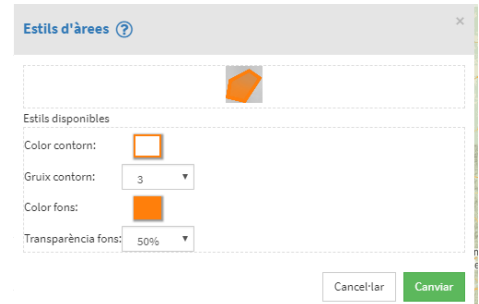 Estils d'àrees ?
×
Estils disponibles
Color contorn:
Gruix contorn: 3
Color fons:
Transparència fons: 50%
Cancel·lar Canviar